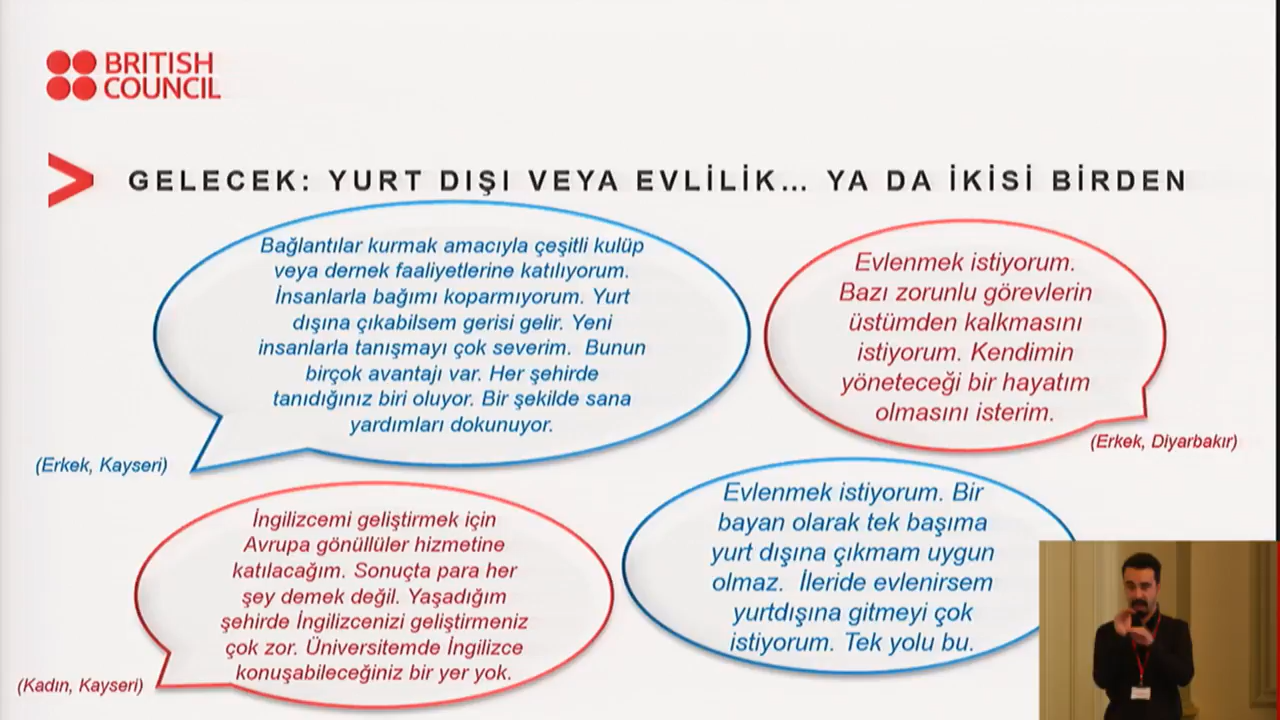 BRITISH
COUNCIL
GELECEK: YURT DIŞI VEYA EVLİLİK... YA DA İKİSİ BİRDEN
Bağlantılar kurmak amacıyla çeşitli kulüp
veya dernek faaliyetlerine katılıyorum.
İnsanlarla bağımı koparmıyorum. Yurt
dışına çıkabilsem gerisi gelir. Yeni
insanlarla tanışmayı çok severim. Bunun
birçok avantajı var. Her şehirde
tanıdığınız biri oluyor. Bir şekilde sana
yardımları dokunuyor.
(Erkek, Kayseri)
Evlenmek istiyorum.
Bazı zorunlu görevlerin
üstümden kalkmasını
istiyorum. Kendimin
yöneteceği bir hayatım
olmasını isterim.
(Erkek, Diyarbakır)
İngilizcemi geliştirmek için
Avrupa gönüllüler hizmetine
katılacağım. Sonuçta para her
şey demek değil. Yaşadığım
şehirde İngilizcenizi geliştirmeniz
çok zor. Üniversitemde İngilizce
konuşabileceğiniz bir yer yok.
(Kadın, Kayseri)
Evlenmek istiyorum. Bir
bayan olarak tek başıma
yurt dışına çıkmam uygun
olmaz. İleride evlenirsem
yurtdışına gitmeyi çok
istiyorum. Tek yolu bu.